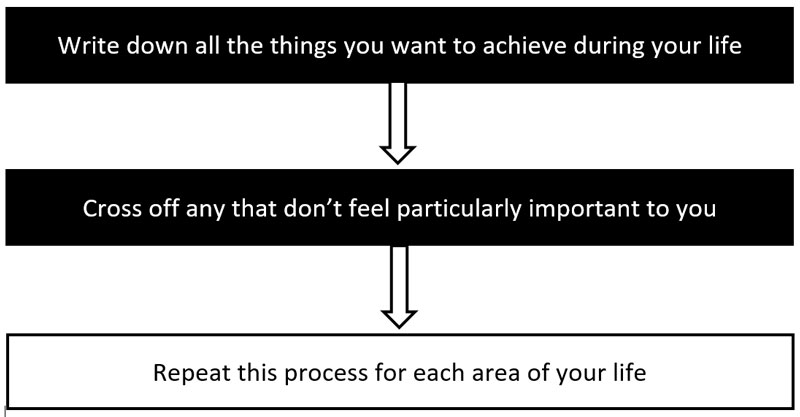 Write down all the things you want to achieve during your life
Cross off any that don’t feel particularly important to you
Repeat this process for each area of your life